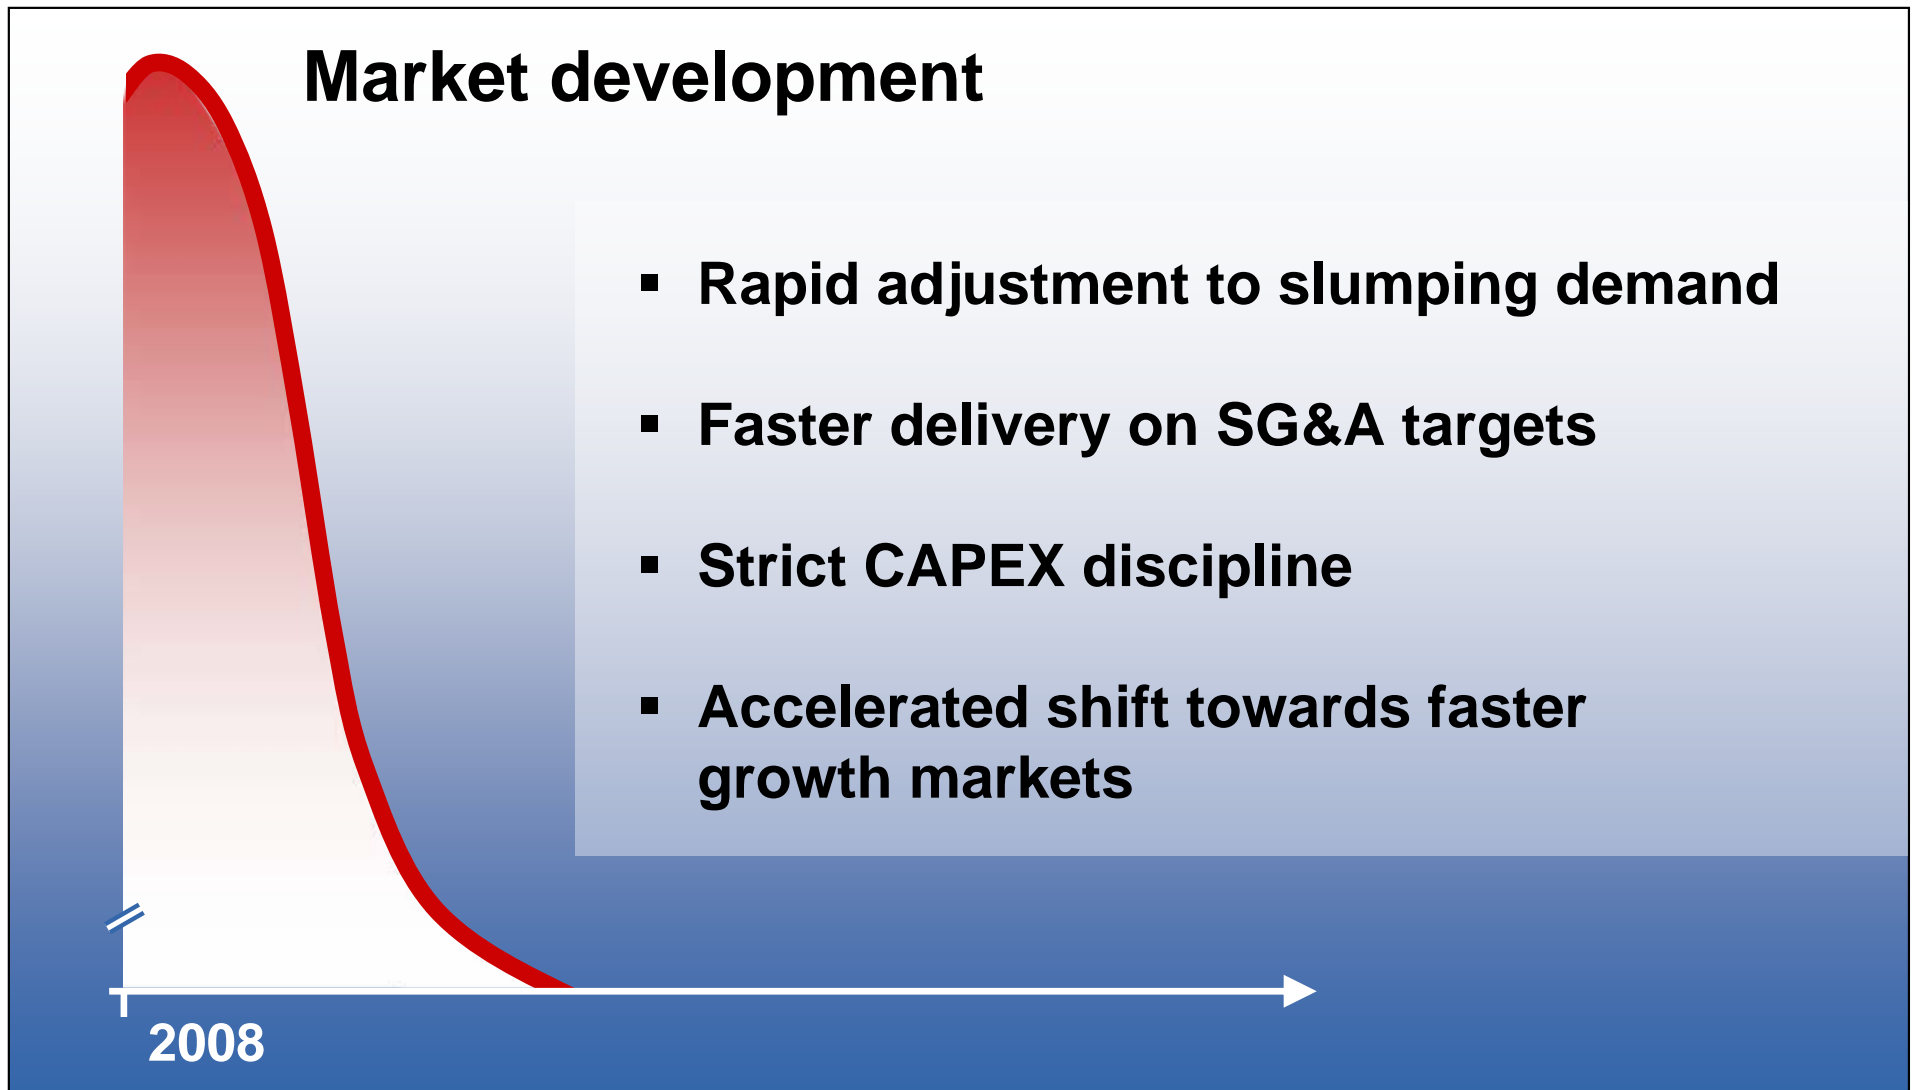 Market development
▪ Rapid adjustment to slumping demand
▪ Faster delivery on SG&A targets
▪ Strict CAPEX discipline
▪ Accelerated shift towards faster
growth markets
2008